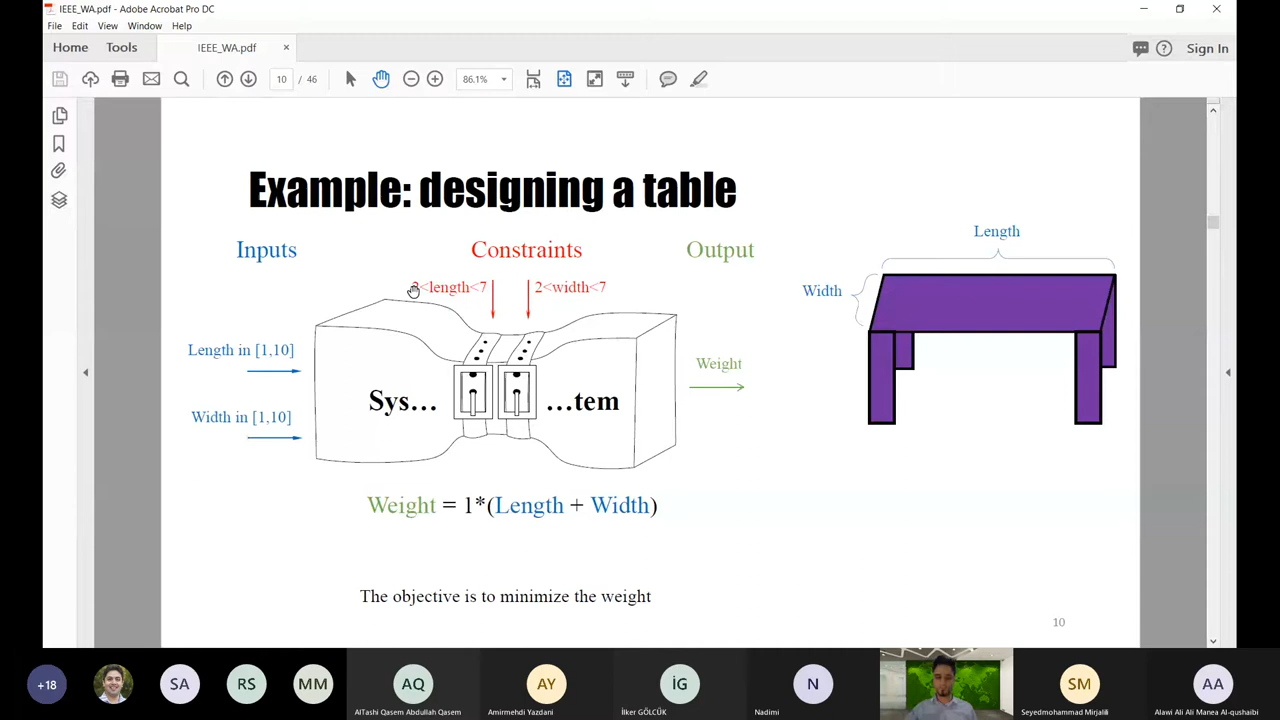 IEEE_WA.pdf - Adobe Acrobat Pro DC
File Edit View Window Help
Home Tools IEEE_WA.pdf × Sign In
10 / 46 86.1%
Example: designing a table
Inputs Constraints Output
<length<7 2<width<7
Length
Width
Length in [1,10]
Width in [1,10]
Weight
Sys… …tem
Weight = 1*(Length + Width)
The objective is to minimize the weight
10
+18 SA RS MM AQ AY İG N SM AA
AlTashi Qasem Abdullah Qasem Amirmehdi Yazdani İlker GÖLCÜK Nadimi Seyedmohammad Mirjalili Alawi Ali Ali Manea Al-qushaibi